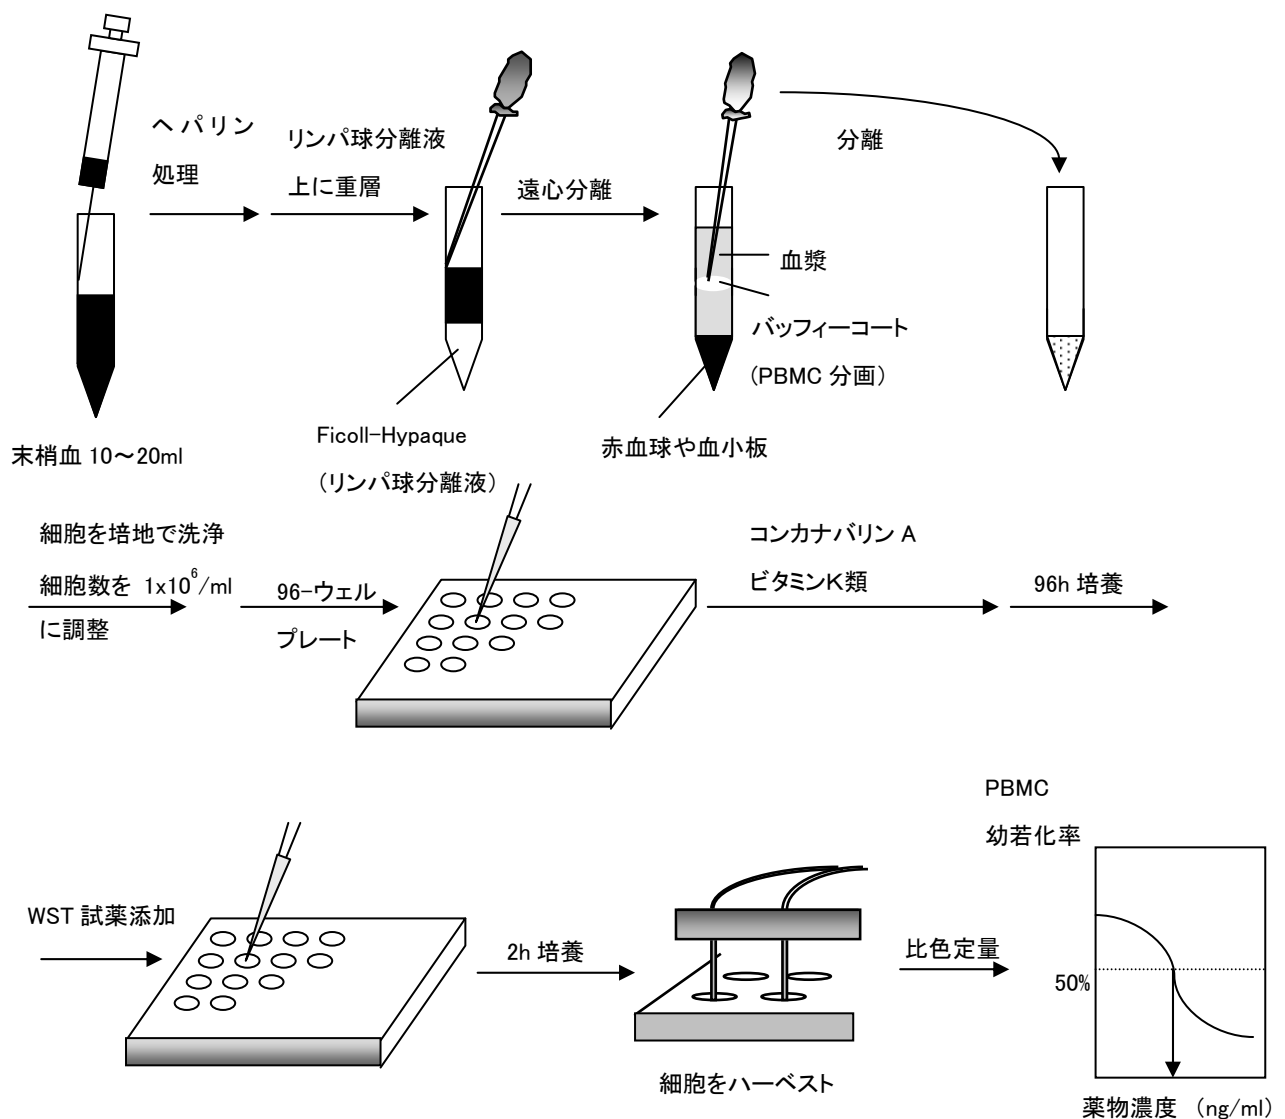 ヘパリン
処理
リンパ球分離液
上に重層
遠心分離
分離
血漿
バッフィーコート
(PBMC 分画)
末梢血 10～20ml
Ficoll-Hypaque
(リンパ球分離液)
赤血球や血小板
細胞を培地で洗浄
細胞数を 1x10⁶/ml
に調整
96-ウェル
プレート
コンカナバリン A
ビタミンK類
96h 培養
WST 試薬添加
2h 培養
細胞をハーベスト
比色定量
PBMC
幼若化率
50%
薬物濃度 (ng/ml)